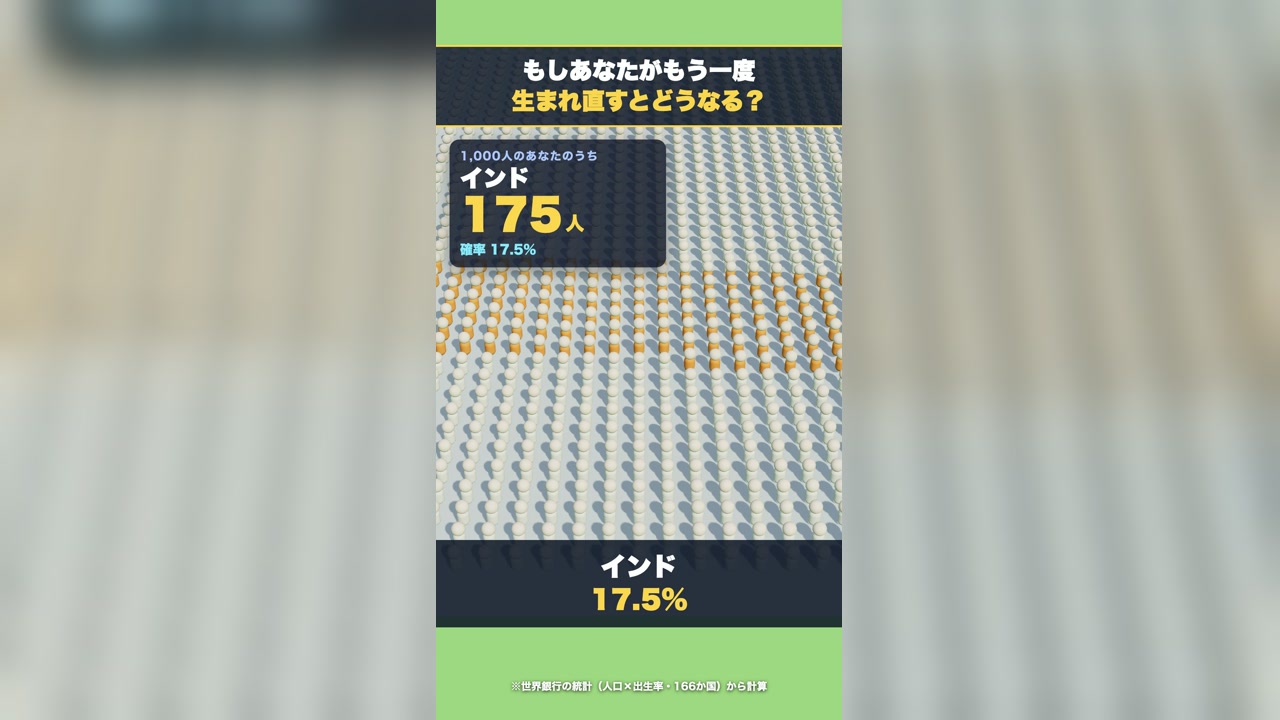 もしあなたがもう一度
生まれ直すとどうなる？
1,000人のあなたのうち
インド
175人
確率 17.5%
インド
17.5%
※世界銀行の統計（人口×出生率・166か国）から計算